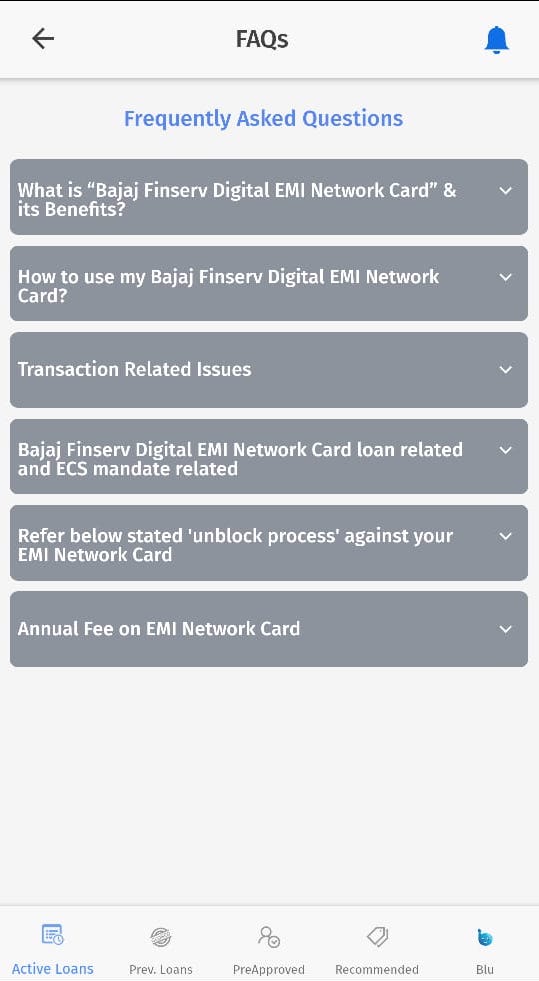 FAQs
Frequently Asked Questions
What is “Bajaj Finserv Digital EMI Network Card” &
its Benefits?
How to use my Bajaj Finserv Digital EMI Network
Card?
Transaction Related Issues
Bajaj Finserv Digital EMI Network Card loan related
and ECS mandate related
Refer below stated 'unblock process' against your
EMI Network Card
Annual Fee on EMI Network Card
Active Loans
Prev. Loans
PreApproved
Recommended
Blu